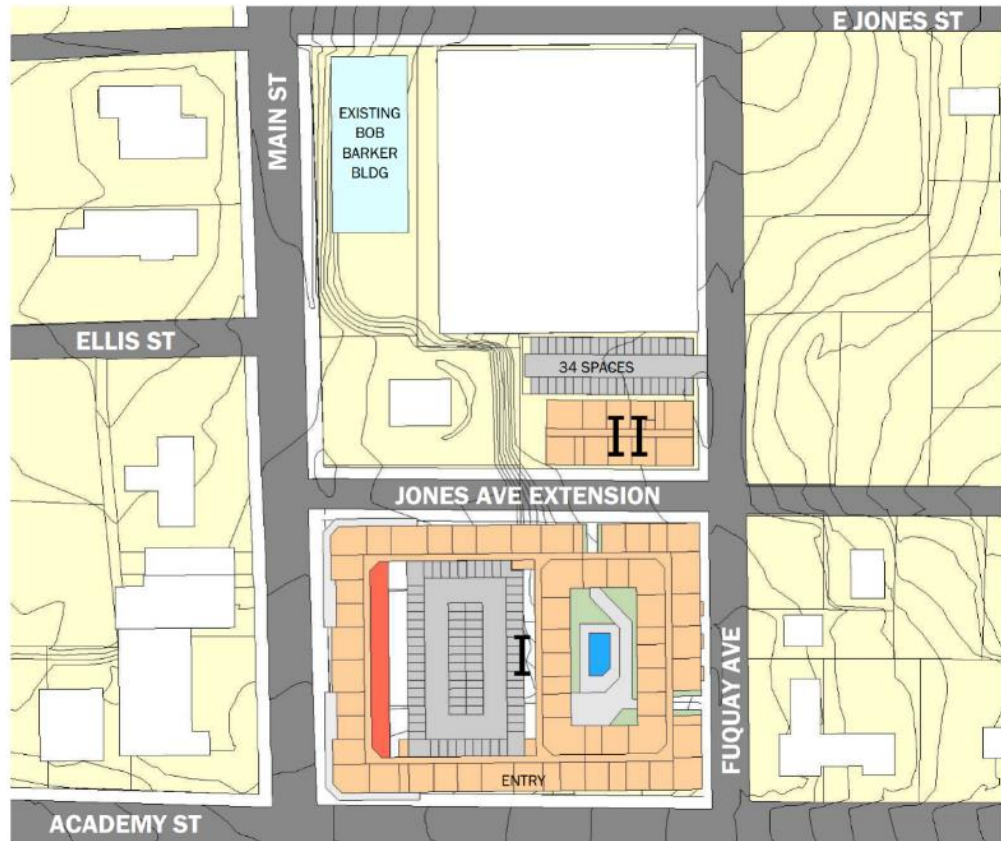 E JONES ST
MAIN ST
EXISTING
BOB
BARKER
BLDG
ELLIS ST
34 SPACES
II
JONES AVE EXTENSION
I
FUQUAY AVE
ENTRY
ACADEMY ST